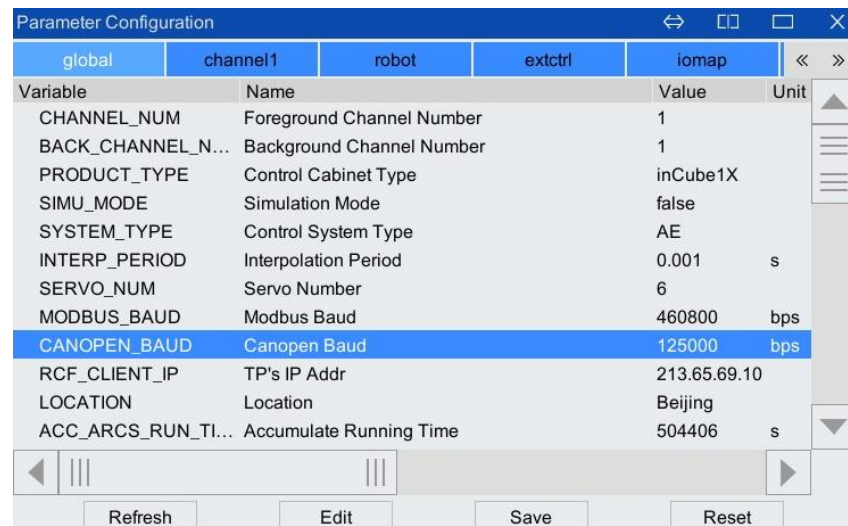 Parameter Configuration
global channel1 robot extctrl iomap « »
Variable Name Value Unit
CHANNEL_NUM Foreground Channel Number 1
BACK_CHANNEL_N... Background Channel Number 1
PRODUCT_TYPE Control Cabinet Type inCube1X
SIMU_MODE Simulation Mode false
SYSTEM_TYPE Control System Type AE
INTERP_PERIOD Interpolation Period 0.001 s
SERVO_NUM Servo Number 6
MODBUS_BAUD Modbus Baud 460800 bps
CANOPEN_BAUD Canopen Baud 125000 bps
RCF_CLIENT_IP TP's IP Addr 213.65.69.10
LOCATION Location Beijing
ACC_ARCS_RUN_TI... Accumulate Running Time 504406 s
Refresh Edit Save Reset